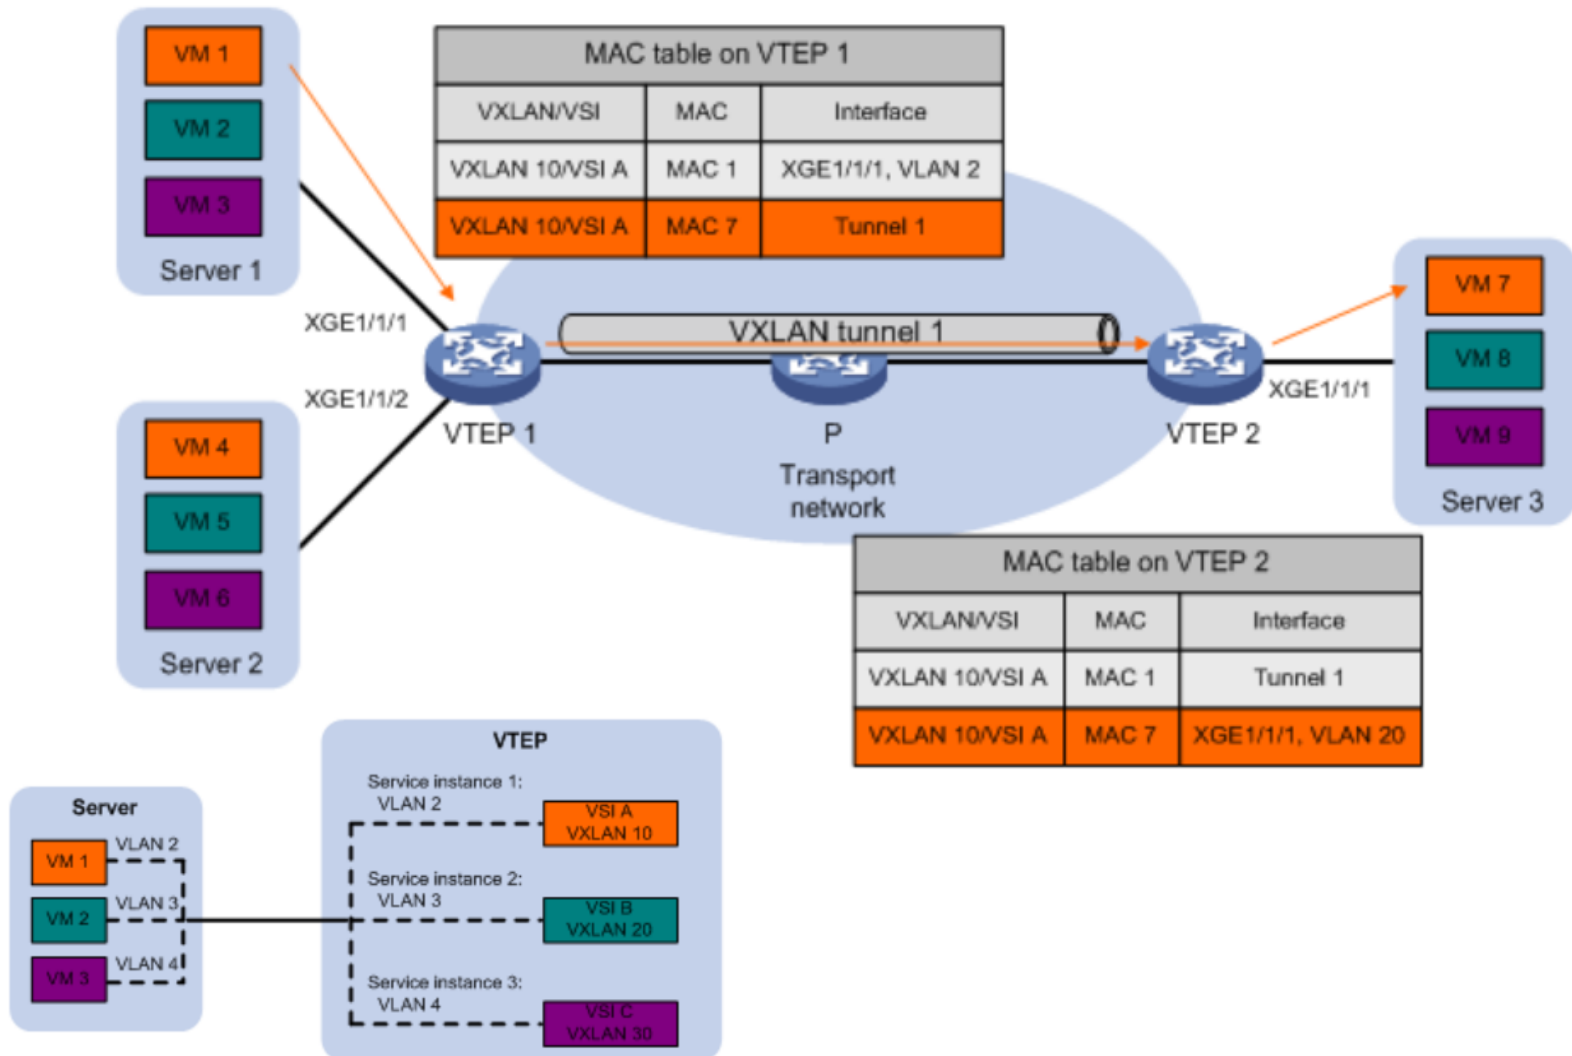 VM 1
VM 2
VM 3
Server 1
MAC table on VTEP 1
VXLAN/VSI MAC Interface
VXLAN 10/VSI A MAC 1 XGE1/1/1, VLAN 2
VXLAN 10/VSI A MAC 7 Tunnel 1
XGE1/1/1
XGE1/1/2
VTEP 1
VXLAN tunnel 1
P
Transport
network
VTEP 2
XGE1/1/1
VM 7
VM 8
VM 9
Server 3
VM 4
VM 5
VM 6
Server 2
MAC table on VTEP 2
VXLAN/VSI MAC Interface
VXLAN 10/VSI A MAC 1 Tunnel 1
VXLAN 10/VSI A MAC 7 XGE1/1/1, VLAN 20
Server
VM 1 VLAN 2
VM 2 VLAN 3
VM 3 VLAN 4
VTEP
Service instance 1:
VLAN 2
VSI A
VXLAN 10
Service instance 2:
VLAN 3
VSI B
VXLAN 20
Service instance 3:
VLAN 4
VSI C
VXLAN 30